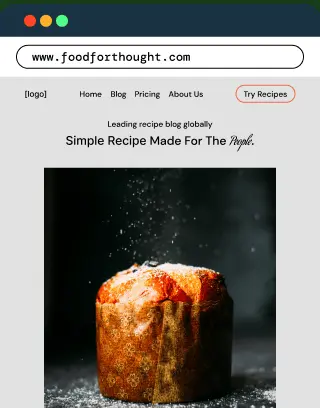 www.foodforthought.com
[logo] Home Blog Pricing About Us Try Recipes
Leading recipe blog globally
Simple Recipe Made For The People.